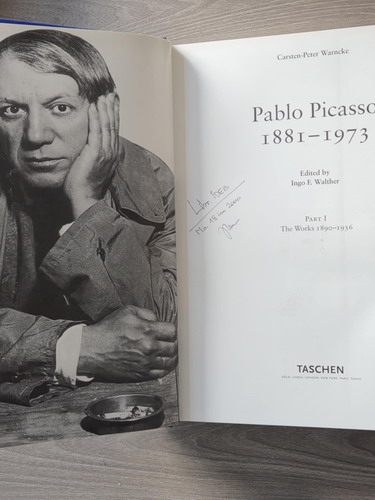 Carsten-Peter Warncke
Pablo Picasso
1881–1973
Edited by
Ingo F. Walther
PART I
The Works 1890–1936
TASCHEN